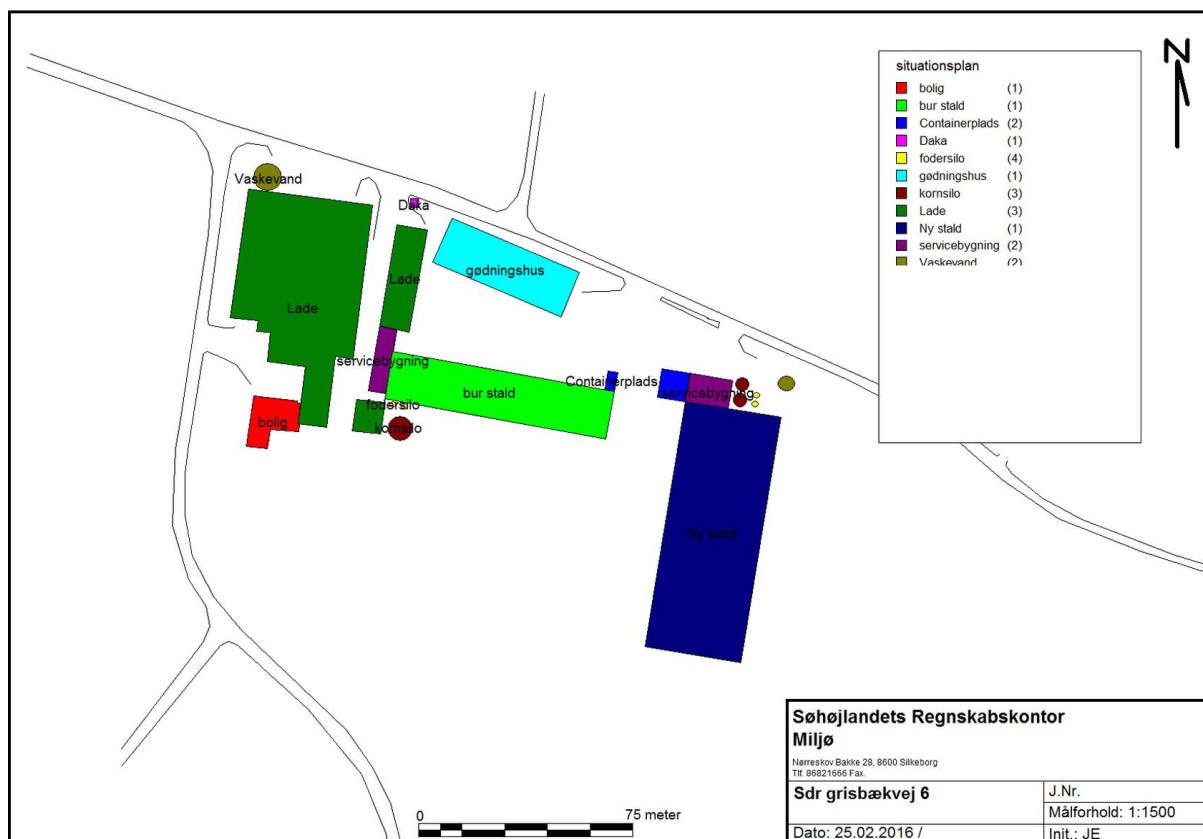 N
situationsplan
bolig (1)
bur stald (1)
Containerplads (2)
Daka (1)
fodersilo (4)
gødningshus (1)
kornsilo (3)
Lade (3)
Ny stald (1)
servicebygning (2)
Vaskevand (2)
Vaskevand
Daka
gødningshus
Lade
Lade
servicebygning
bur stald
Containerplads
servicebygning
fodersilo
bolig
kornsilo
Ny stald
0 75 meter
Søhøjlandets Regnskabskontor
Miljø
Nørreskov Bakke 28, 8600 Silkeborg
Tlf. 86821666 Fax.
Sdr grisbækvej 6
J.Nr.
Målforhold: 1:1500
Dato: 25.02.2016 /
Init.: JE